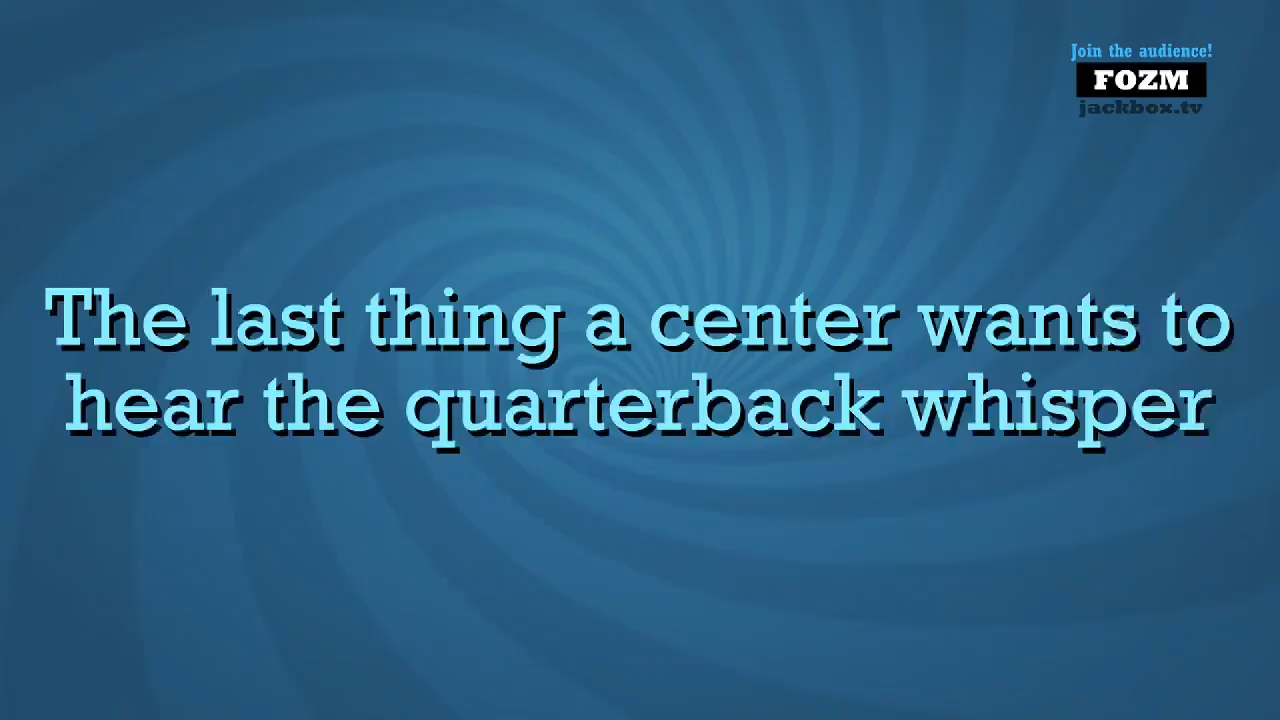 Join the audience!
FOZM
jackbox.tv
The last thing a center wants to
hear the quarterback whisper